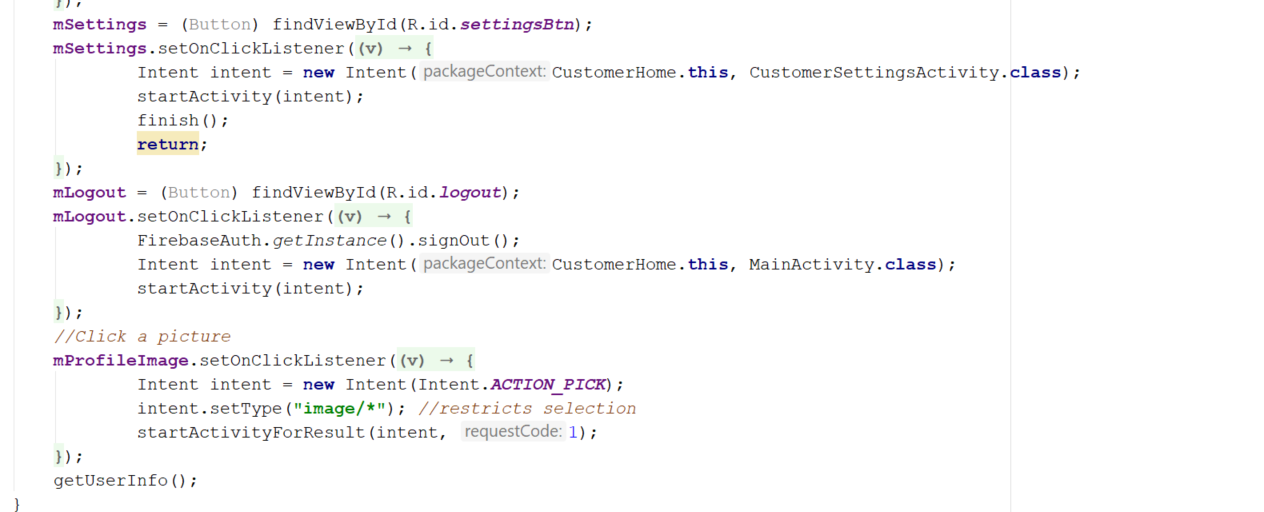 });
mSettings = (Button) findViewById(R.id.settingsBtn);
mSettings.setOnClickListener((v) → {
Intent intent = new Intent( packageContext: CustomerHome.this, CustomerSettingsActivity.class);
startActivity(intent);
finish();
return;
});
mLogout = (Button) findViewById(R.id.logout);
mLogout.setOnClickListener((v) → {
FirebaseAuth.getInstance().signOut();
Intent intent = new Intent( packageContext: CustomerHome.this, MainActivity.class);
startActivity(intent);
});
//Click a picture
mProfileImage.setOnClickListener((v) → {
Intent intent = new Intent(Intent.ACTION_PICK);
intent.setType("image/*"); //restricts selection
startActivityForResult(intent, requestCode: 1);
});
getUserInfo();
}